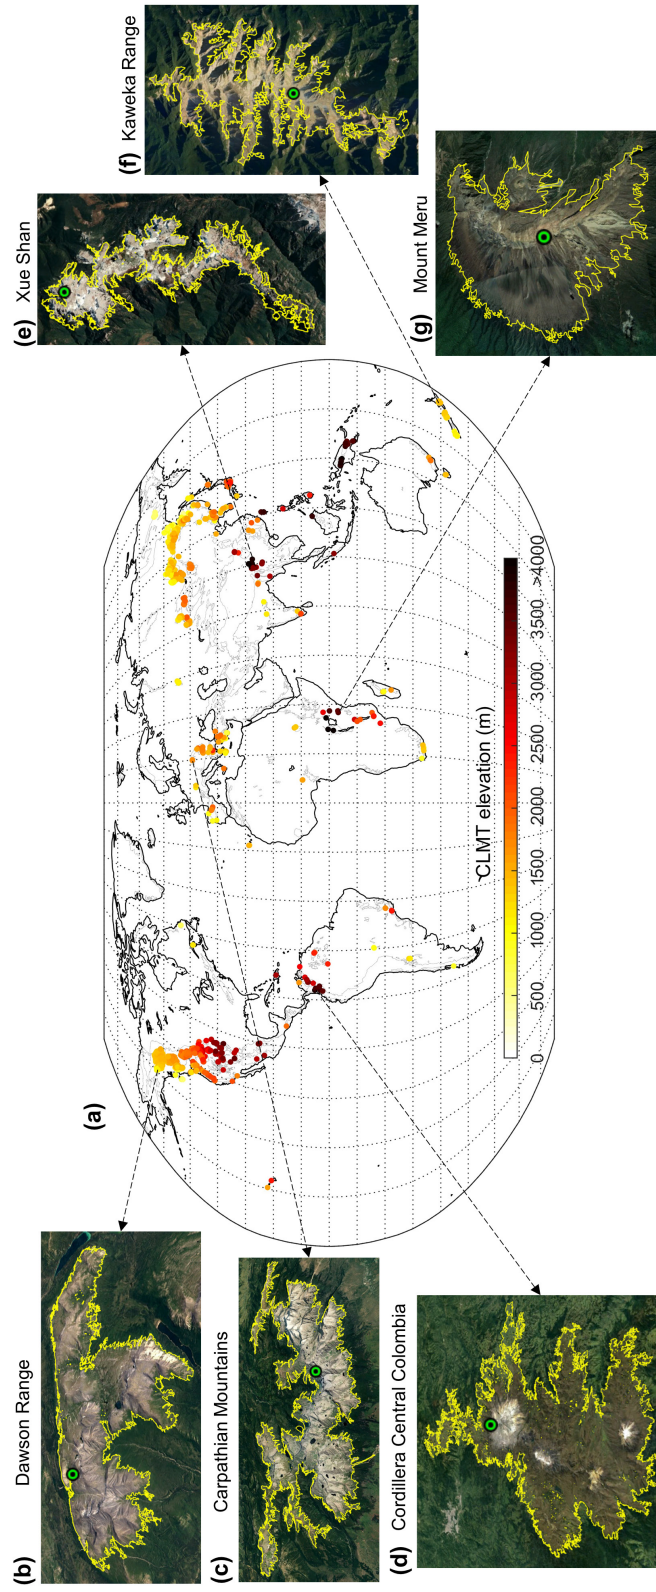 (a)
CLMT elevation (m)
0 500 1000 1500 2000 2500 3000 3500 >4000
(b) Dawson Range
(c) Carpathian Mountains
(d) Cordillera Central Colombia
(e) Xue Shan
(f) Kaweka Range
(g) Mount Meru